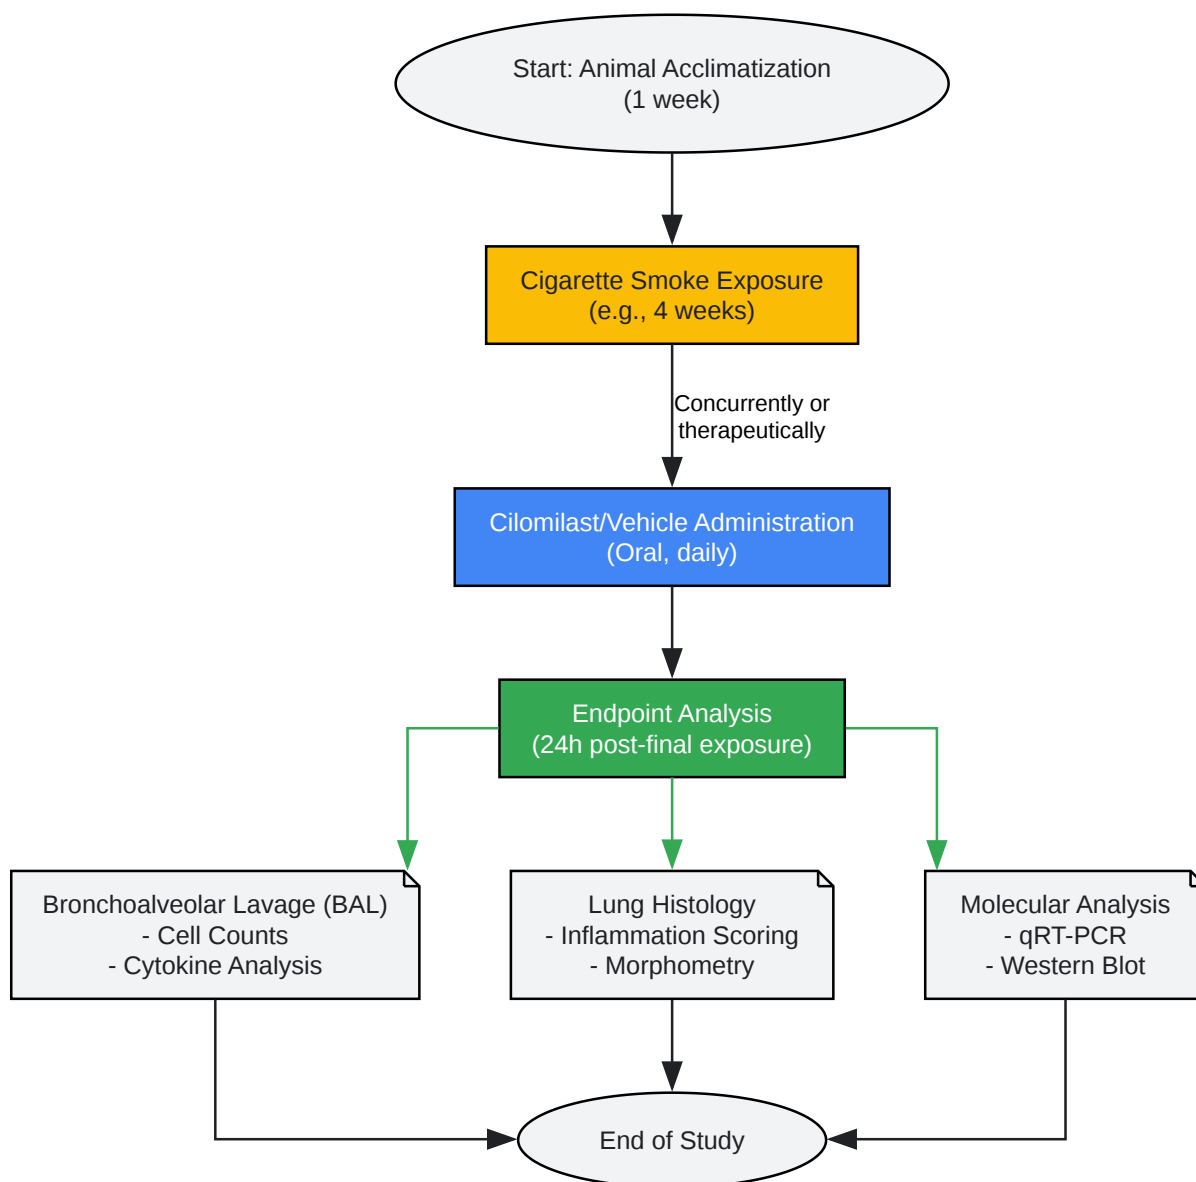 Start: Animal Acclimatization
(1 week)
Cigarette Smoke Exposure
(e.g., 4 weeks)
Concurrently or
therapeutically
Cilomilast/Vehicle Administration
(Oral, daily)
Endpoint Analysis
(24h post-final exposure)
Bronchoalveolar Lavage (BAL)
- Cell Counts
- Cytokine Analysis
Lung Histology
- Inflammation Scoring
- Morphometry
Molecular Analysis
- qRT-PCR
- Western Blot
End of Study